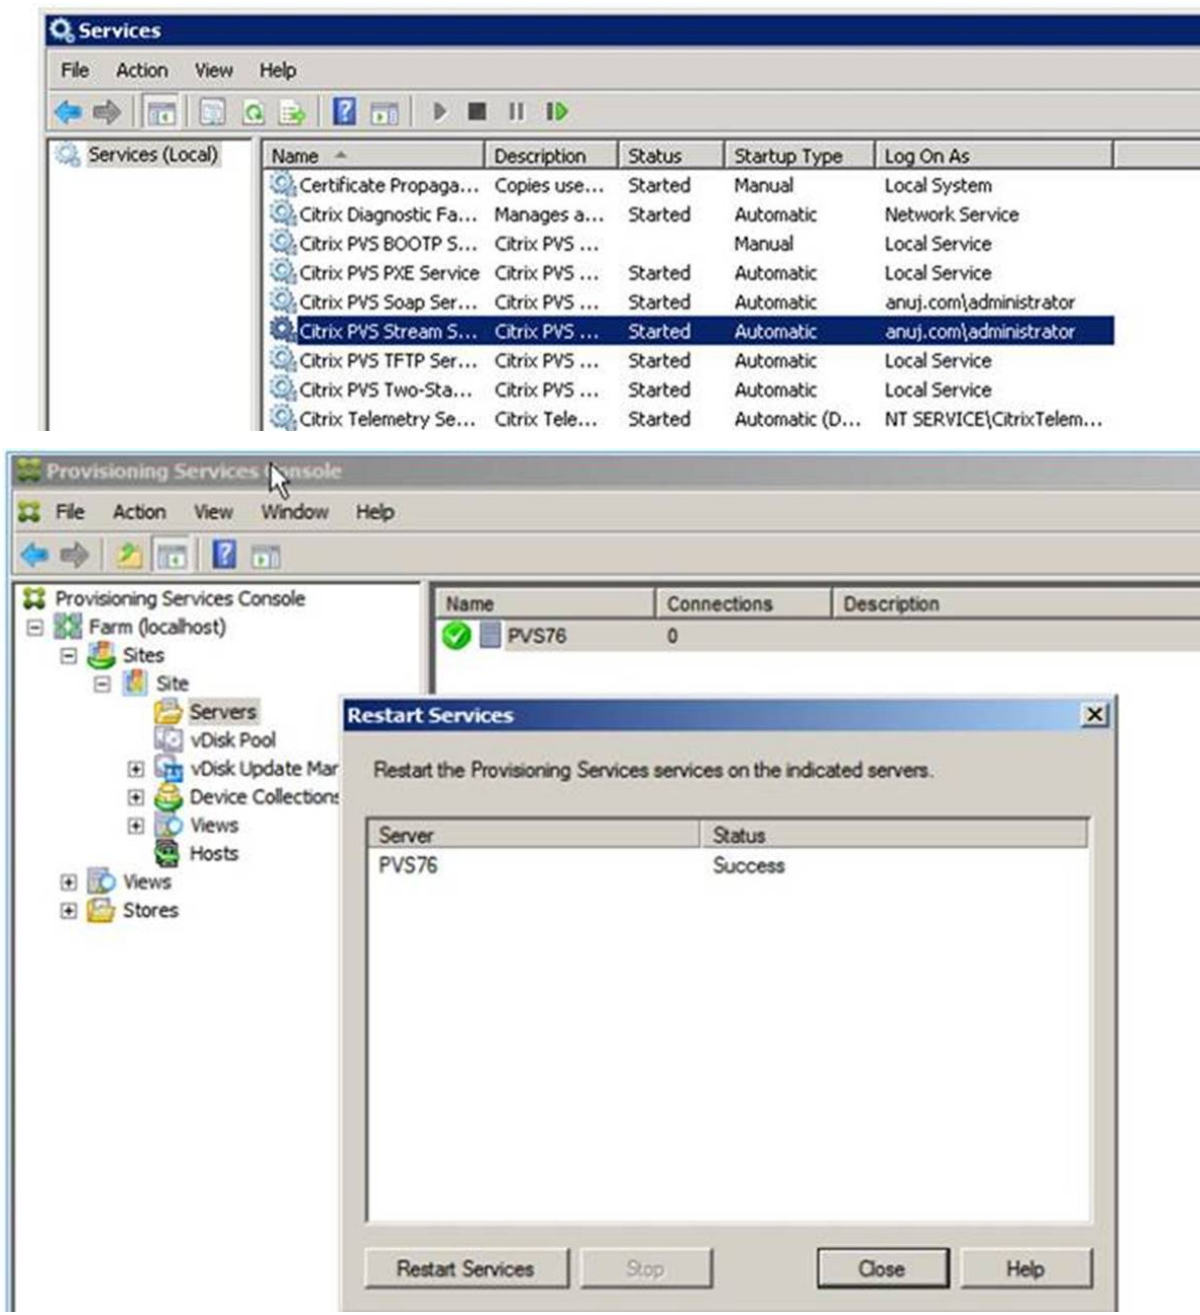 Services
File Action View Help
Services (Local)
Name Description Status Startup Type Log On As
Certificate Propaga... Copies use... Started Manual Local System
Citrix Diagnostic Fa... Manages a... Started Automatic Network Service
Citrix PVS BOOTP S... Citrix PVS ... Manual Local Service
Citrix PVS PXE Service Citrix PVS ... Started Automatic Local Service
Citrix PVS Soap Ser... Citrix PVS ... Started Automatic anuj.com\administrator
Citrix PVS Stream S... Citrix PVS ... Started Automatic anuj.com\administrator
Citrix PVS TFTP Ser... Citrix PVS ... Started Automatic Local Service
Citrix PVS Two-Sta... Citrix PVS ... Started Automatic Local Service
Citrix Telemetry Se... Citrix Tele... Started Automatic (D... NT SERVICE\CitrixTelem...
Provisioning Services Console
File Action View Window Help
Provisioning Services Console
Farm (localhost)
Sites
Site
Servers
vDisk Pool
vDisk Update Mar
Device Collections
Views
Hosts
Views
Stores
Name Connections Description
PVS76 0
Restart Services
Restart the Provisioning Services services on the indicated servers.
Server Status
PVS76 Success
Restart Services Stop Close Help